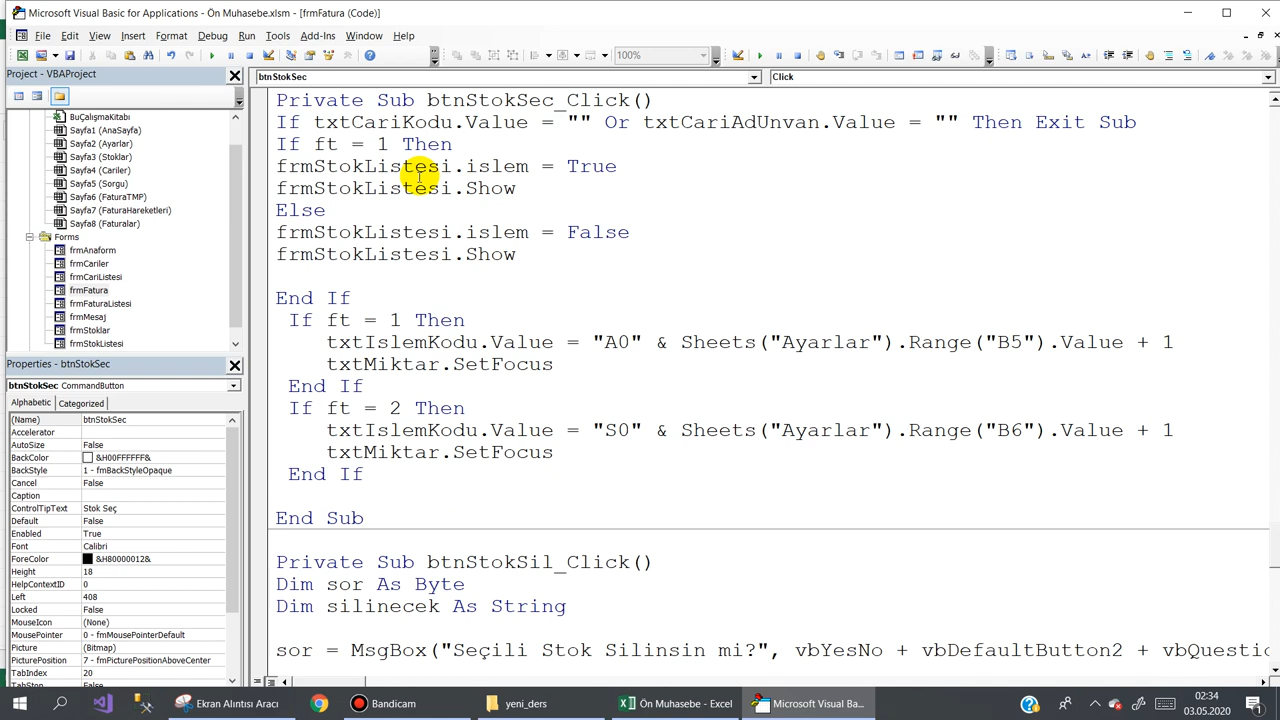 Microsoft Visual Basic for Applications - Ön Muhasebe.xlsm - [frmFatura (Code)]
File Edit View Insert Format Debug Run Tools Add-Ins Window Help
100%
Project - VBAProject
btnStokSec
Click
BuÇalışmaKitabı
Sayfa1 (AnaSayfa)
Sayfa2 (Ayarlar)
Sayfa3 (Stoklar)
Sayfa4 (Cariler)
Sayfa5 (Sorgu)
Sayfa6 (FaturaTMP)
Sayfa7 (FaturaHareketleri)
Sayfa8 (Faturalar)
Forms
frmAnaform
frmCariler
frmCariListesi
frmFatura
frmFaturaListesi
frmMesaj
frmStoklar
frmStokListesi
Properties - btnStokSec
btnStokSec CommandButton
Alphabetic Categorized
(Name) btnStokSec
Accelerator
AutoSize False
BackColor &H00FFFFFF&
BackStyle 1 - fmBackStyleOpaque
Cancel False
Caption
ControlTipText Stok Seç
Default False
Enabled True
Font Calibri
ForeColor &H80000012&
Height 18
HelpContextID 0
Left 408
Locked False
MouseIcon (None)
MousePointer 0 - fmMousePointerDefault
Picture (Bitmap)
PicturePosition 7 - fmPicturePositionAboveCenter
TabIndex 20
TabStop False
Private Sub btnStokSec_Click()
If txtCariKodu.Value = "" Or txtCariAdUnvan.Value = "" Then Exit Sub
If ft = 1 Then
frmStokListesi.islem = True
frmStokListesi.Show
Else
frmStokListesi.islem = False
frmStokListesi.Show
End If
If ft = 1 Then
txtIslemKodu.Value = "A0" & Sheets("Ayarlar").Range("B5").Value + 1
txtMiktar.SetFocus
End If
If ft = 2 Then
txtIslemKodu.Value = "S0" & Sheets("Ayarlar").Range("B6").Value + 1
txtMiktar.SetFocus
End If
End Sub
Private Sub btnStokSil_Click()
Dim sor As Byte
Dim silinecek As String
sor = MsgBox("Seçili Stok Silinsin mi?", vbYesNo + vbDefaultButton2 + vbQuestio
Ekran Alıntısı Aracı
Bandicam
yeni_ders
Ön Muhasebe - Excel
Microsoft Visual Ba...
02:34
03.05.2020